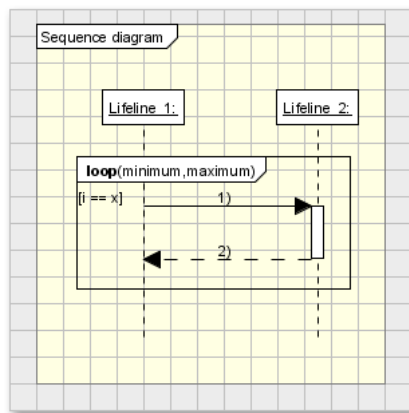 Sequence diagram
Lifeline 1:
Lifeline 2:
loop(minimum,maximum)
[i == x]
1)
2)